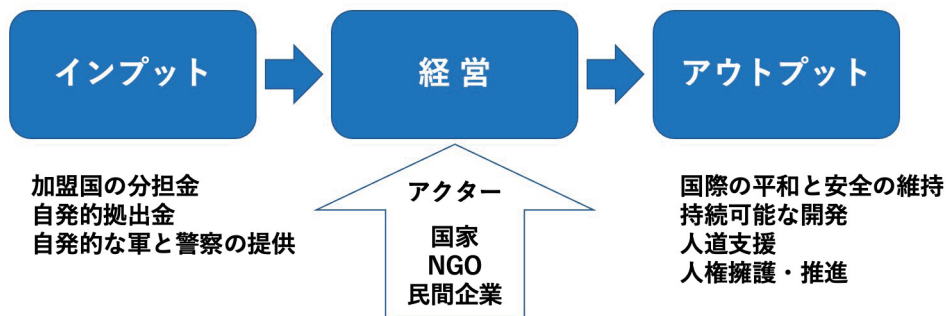 インプット
経営
アウトプット
加盟国の分担金
自発的拠出金
自発的な軍と警察の提供
アクター
国家
NGO
民間企業
国際の平和と安全の維持
持続可能な開発
人道支援
人権擁護・推進